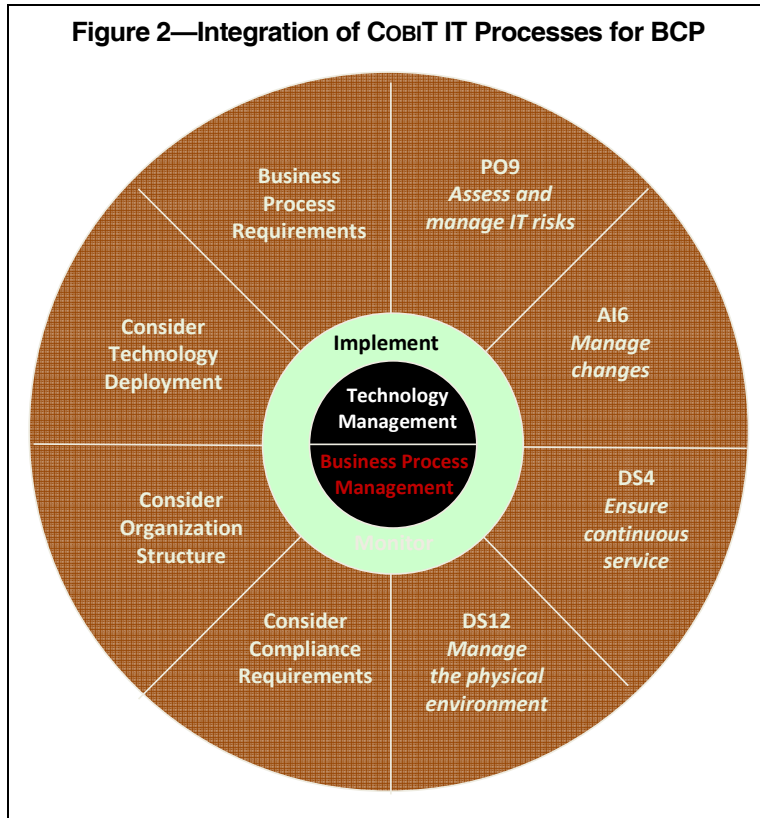 Figure 2—Integration of COBIT IT Processes for BCP
Business
Process
Requirements
PO9
Assess and
manage IT risks
Consider
Technology
Deployment
AI6
Manage
changes
Implement
Technology
Management
Business Process
Management
Monitor
Consider
Organization
Structure
DS4
Ensure
continuous
service
Consider
Compliance
Requirements
DS12
Manage
the physical
environment